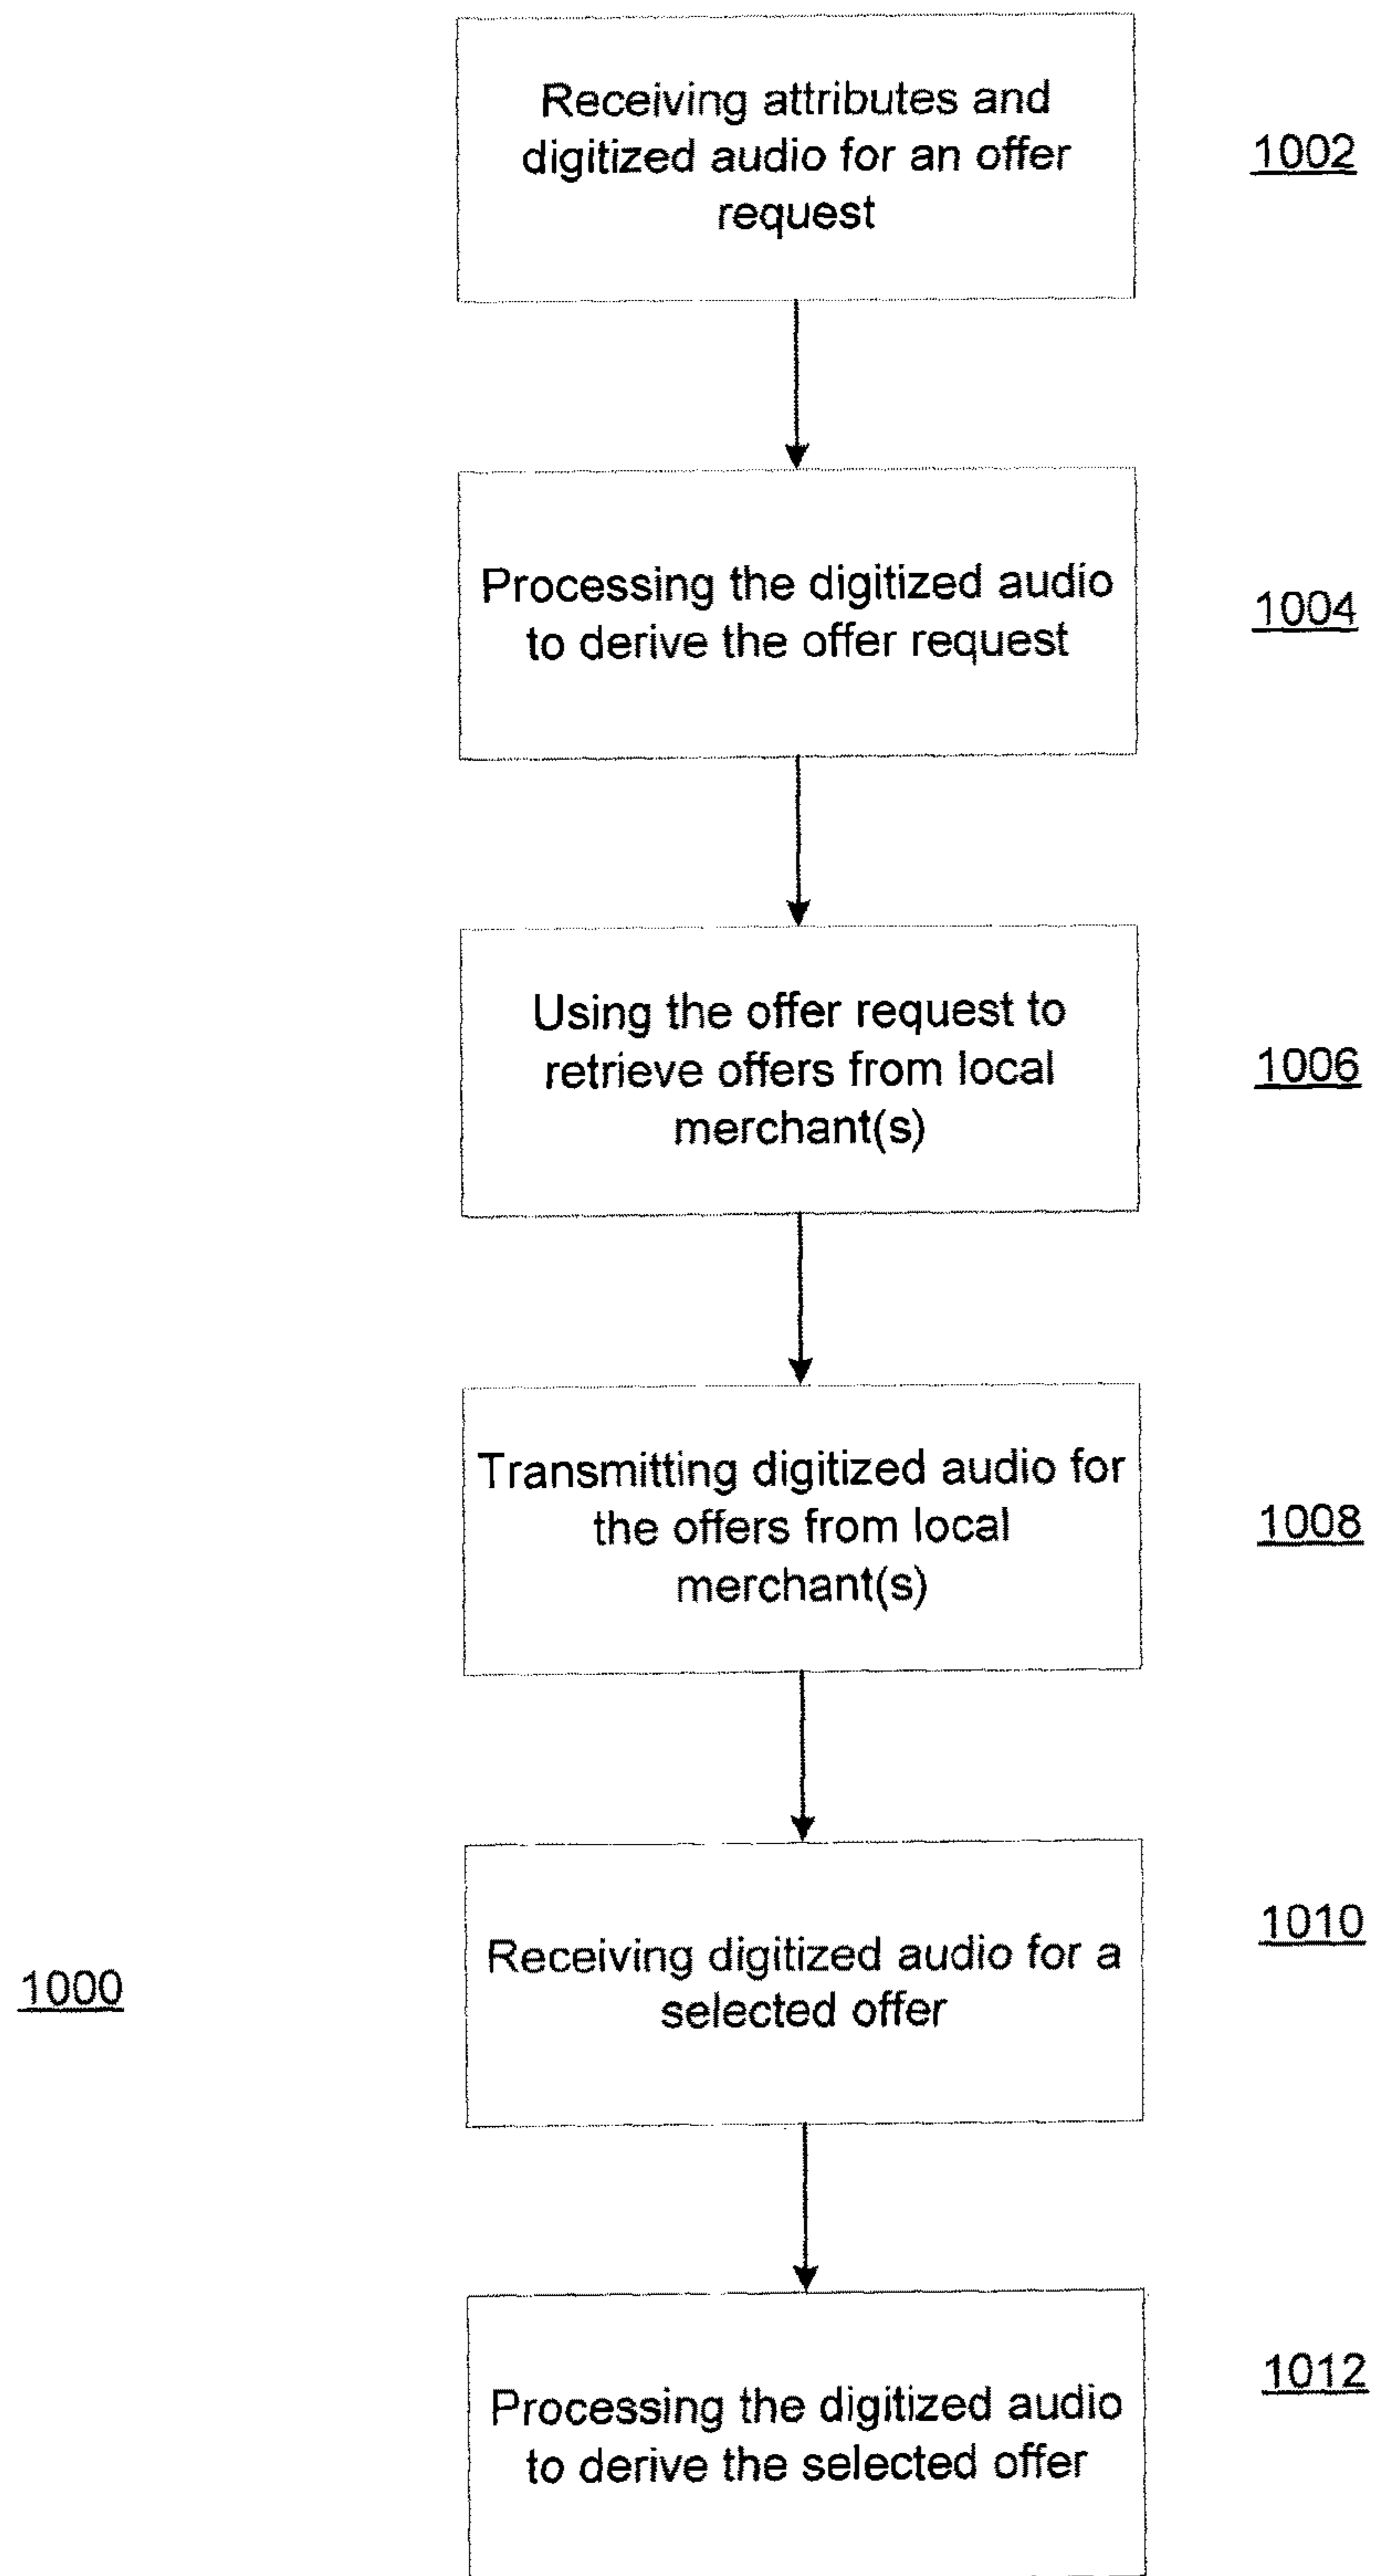 Receiving attributes and
digitized audio for an offer
request
1002
Processing the digitized audio
to derive the offer request
1004
Using the offer request to
retrieve offers from local
merchant(s)
1006
Transmitting digitized audio for
the offers from local
merchant(s)
1008
Receiving digitized audio for a
selected offer
1010
1000
Processing the digitized audio
to derive the selected offer
1012